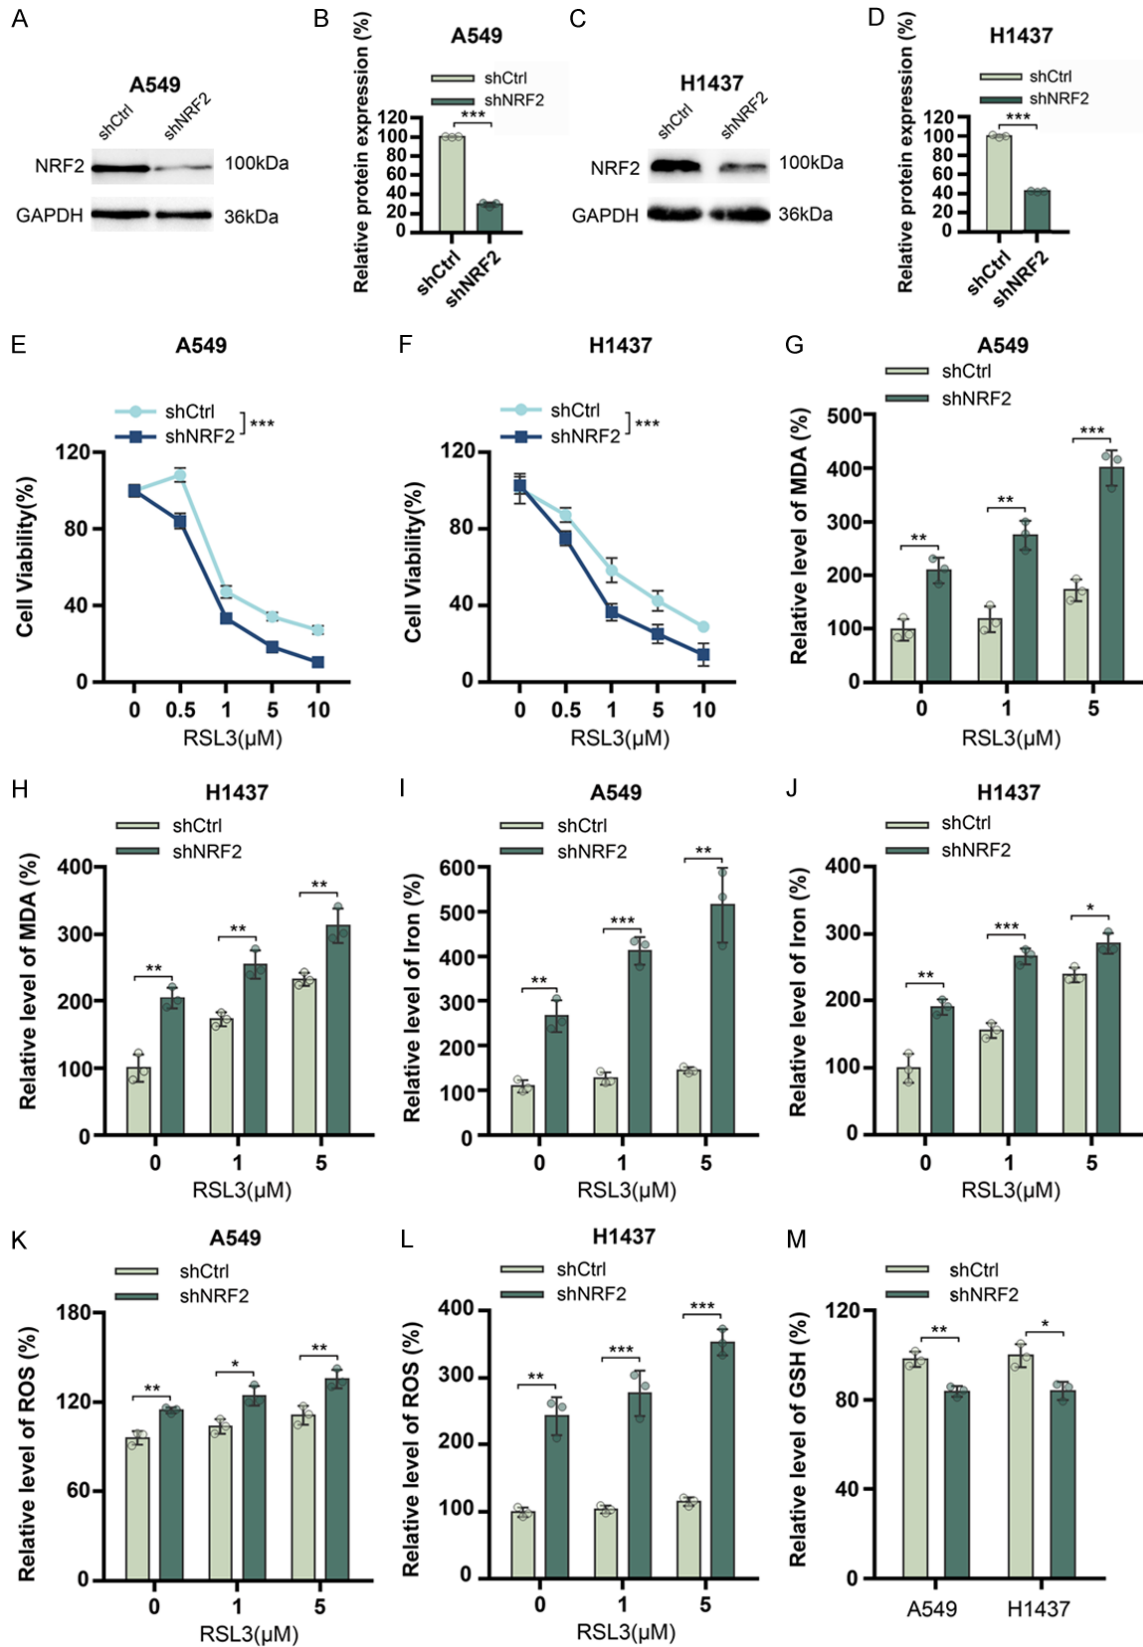 A
A549
shCtrl
shNRF2
NRF2
100kDa
GAPDH
36kDa
B
A549
shCtrl
shNRF2
Relative protein expression (%)
***
120
100
80
60
40
20
0
shCtrl
shNRF2
C
H1437
shCtrl
shNRF2
NRF2
100kDa
GAPDH
36kDa
D
H1437
shCtrl
shNRF2
Relative protein expression (%)
***
120
100
80
60
40
20
0
shCtrl
shNRF2
E
A549
shCtrl
shNRF2
***
Cell Viability(%)
120
80
40
0
0 0.5 1 5 10
RSL3(μM)
F
H1437
shCtrl
shNRF2
***
Cell Viability(%)
120
80
40
0
0 0.5 1 5 10
RSL3(μM)
G
A549
shCtrl
shNRF2
Relative level of MDA (%)
500
400
300
200
100
0
** ** ***
0 1 5
RSL3(μM)
H
H1437
shCtrl
shNRF2
Relative level of MDA (%)
400
300
200
100
0
** ** **
0 1 5
RSL3(μM)
I
A549
shCtrl
shNRF2
Relative level of Iron (%)
600
500
400
300
200
100
0
** *** **
0 1 5
RSL3(μM)
J
H1437
shCtrl
shNRF2
Relative level of Iron (%)
400
300
200
100
0
** *** *
0 1 5
RSL3(μM)
K
A549
shCtrl
shNRF2
Relative level of ROS (%)
180
120
60
0
** * **
0 1 5
RSL3(μM)
L
H1437
shCtrl
shNRF2
Relative level of ROS (%)
400
300
200
100
0
** *** ***
0 1 5
RSL3(μM)
M
shCtrl
shNRF2
Relative level of GSH (%)
120
80
40
0
** *
A549 H1437